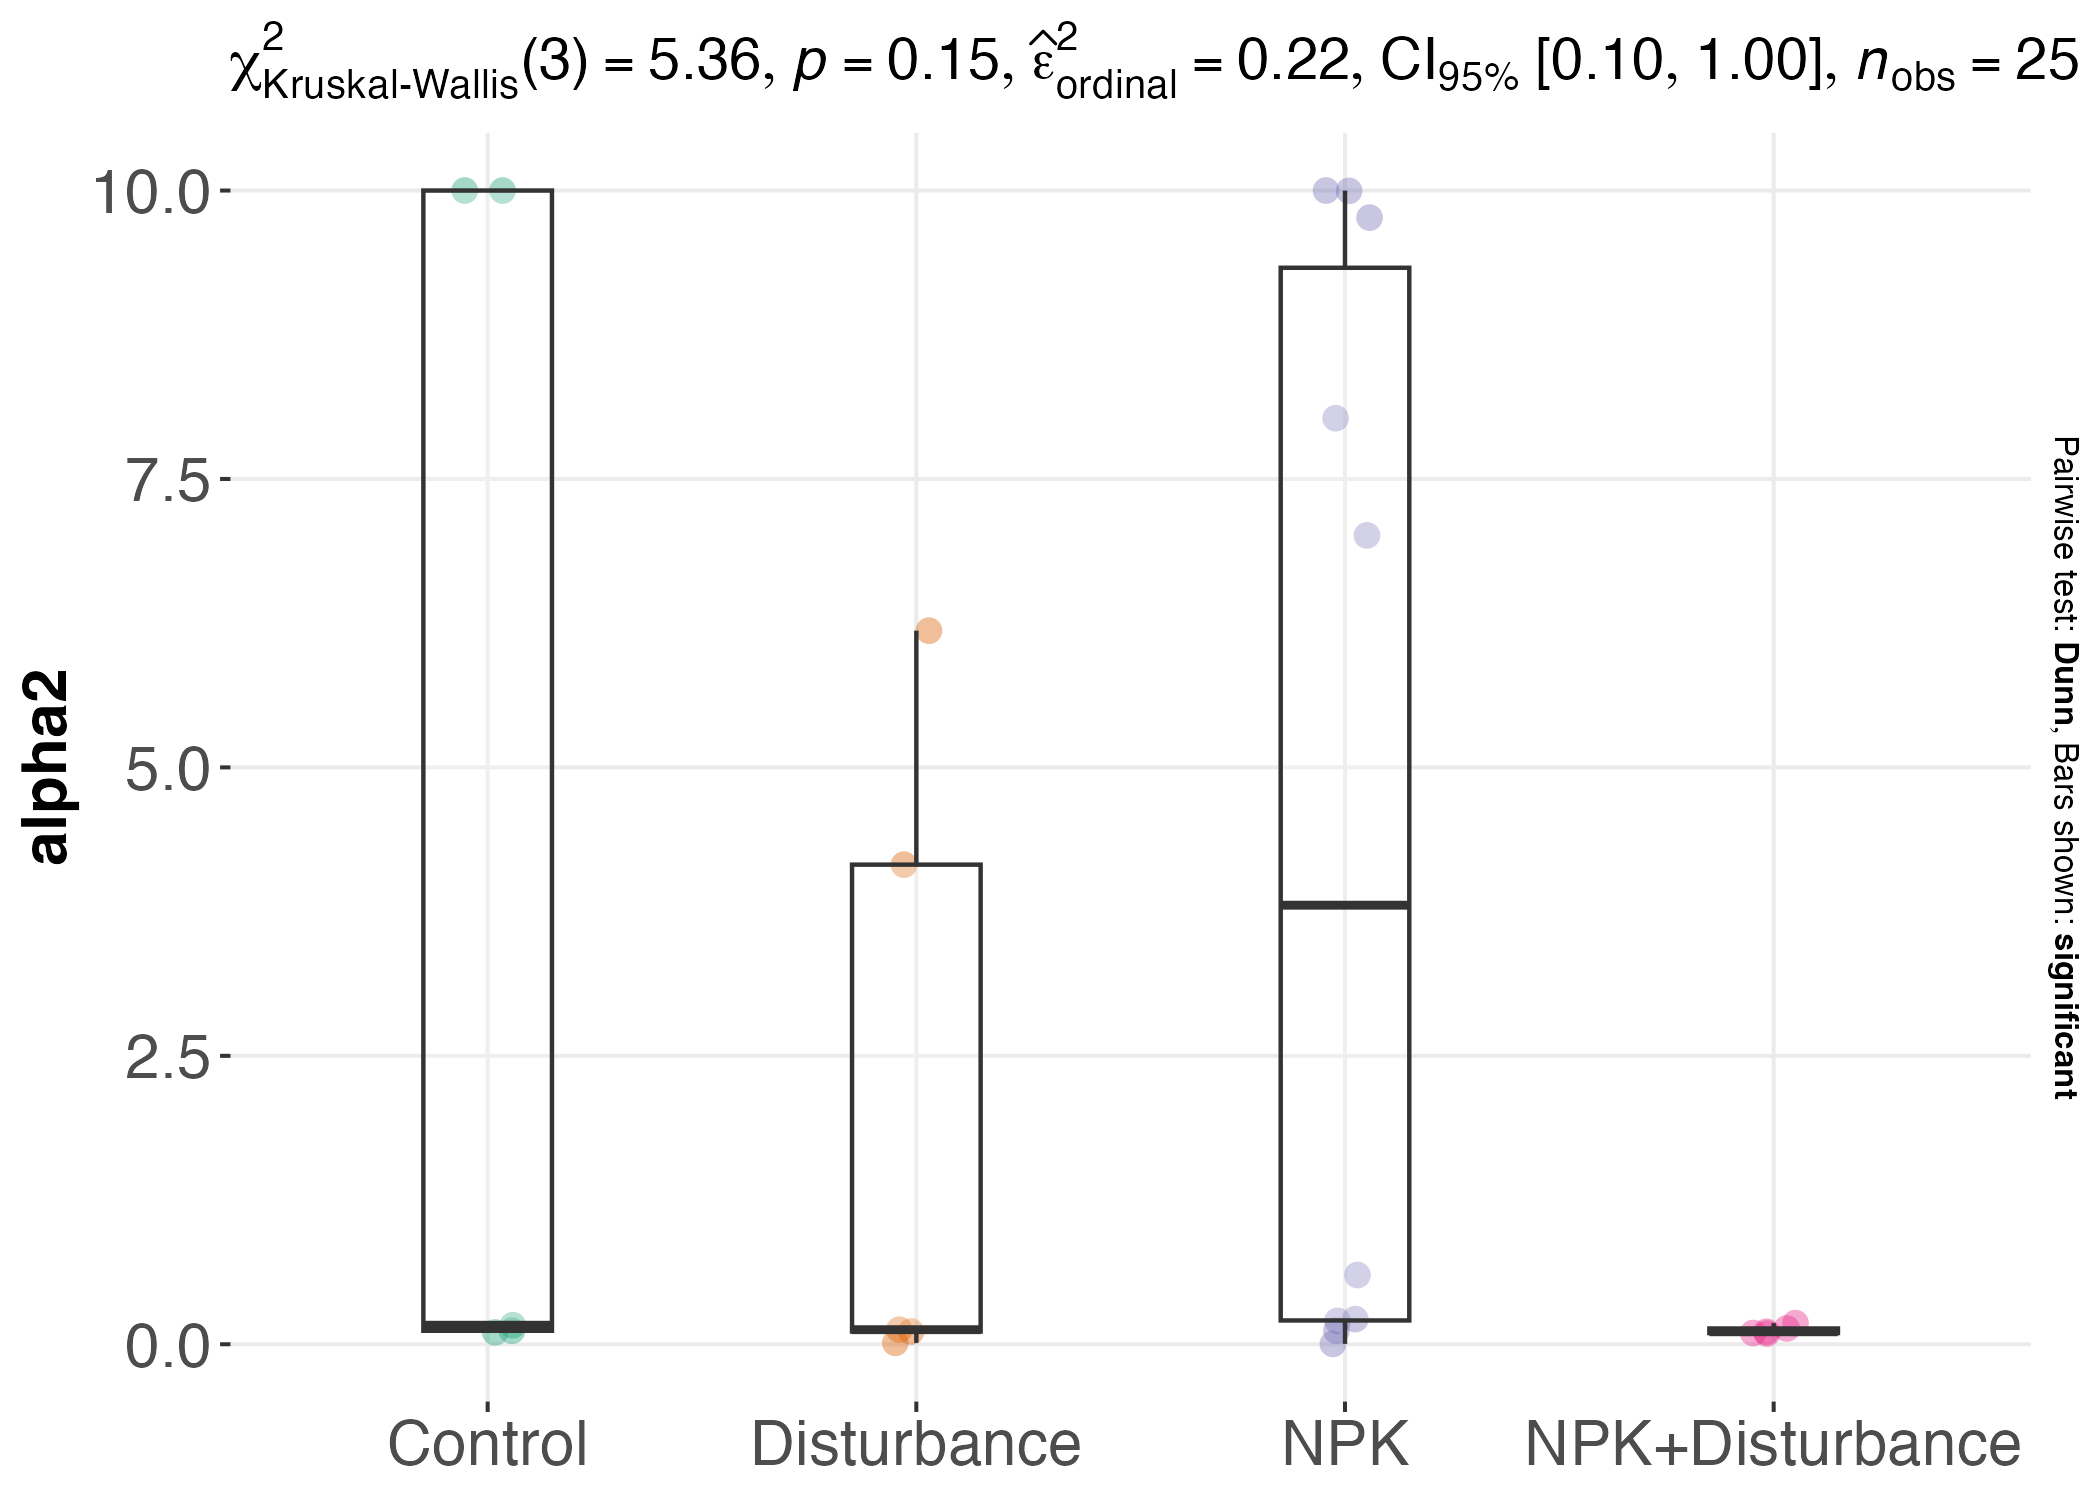 χ²Kruskal-Wallis(3) = 5.36, p = 0.15, ε̂²ordinal = 0.22, CI95% [0.10, 1.00], nobs = 25
10.0
7.5
5.0
2.5
0.0
alpha2
Control Disturbance NPK NPK+Disturbance
Pairwise test: Dunn, Bars shown: significant